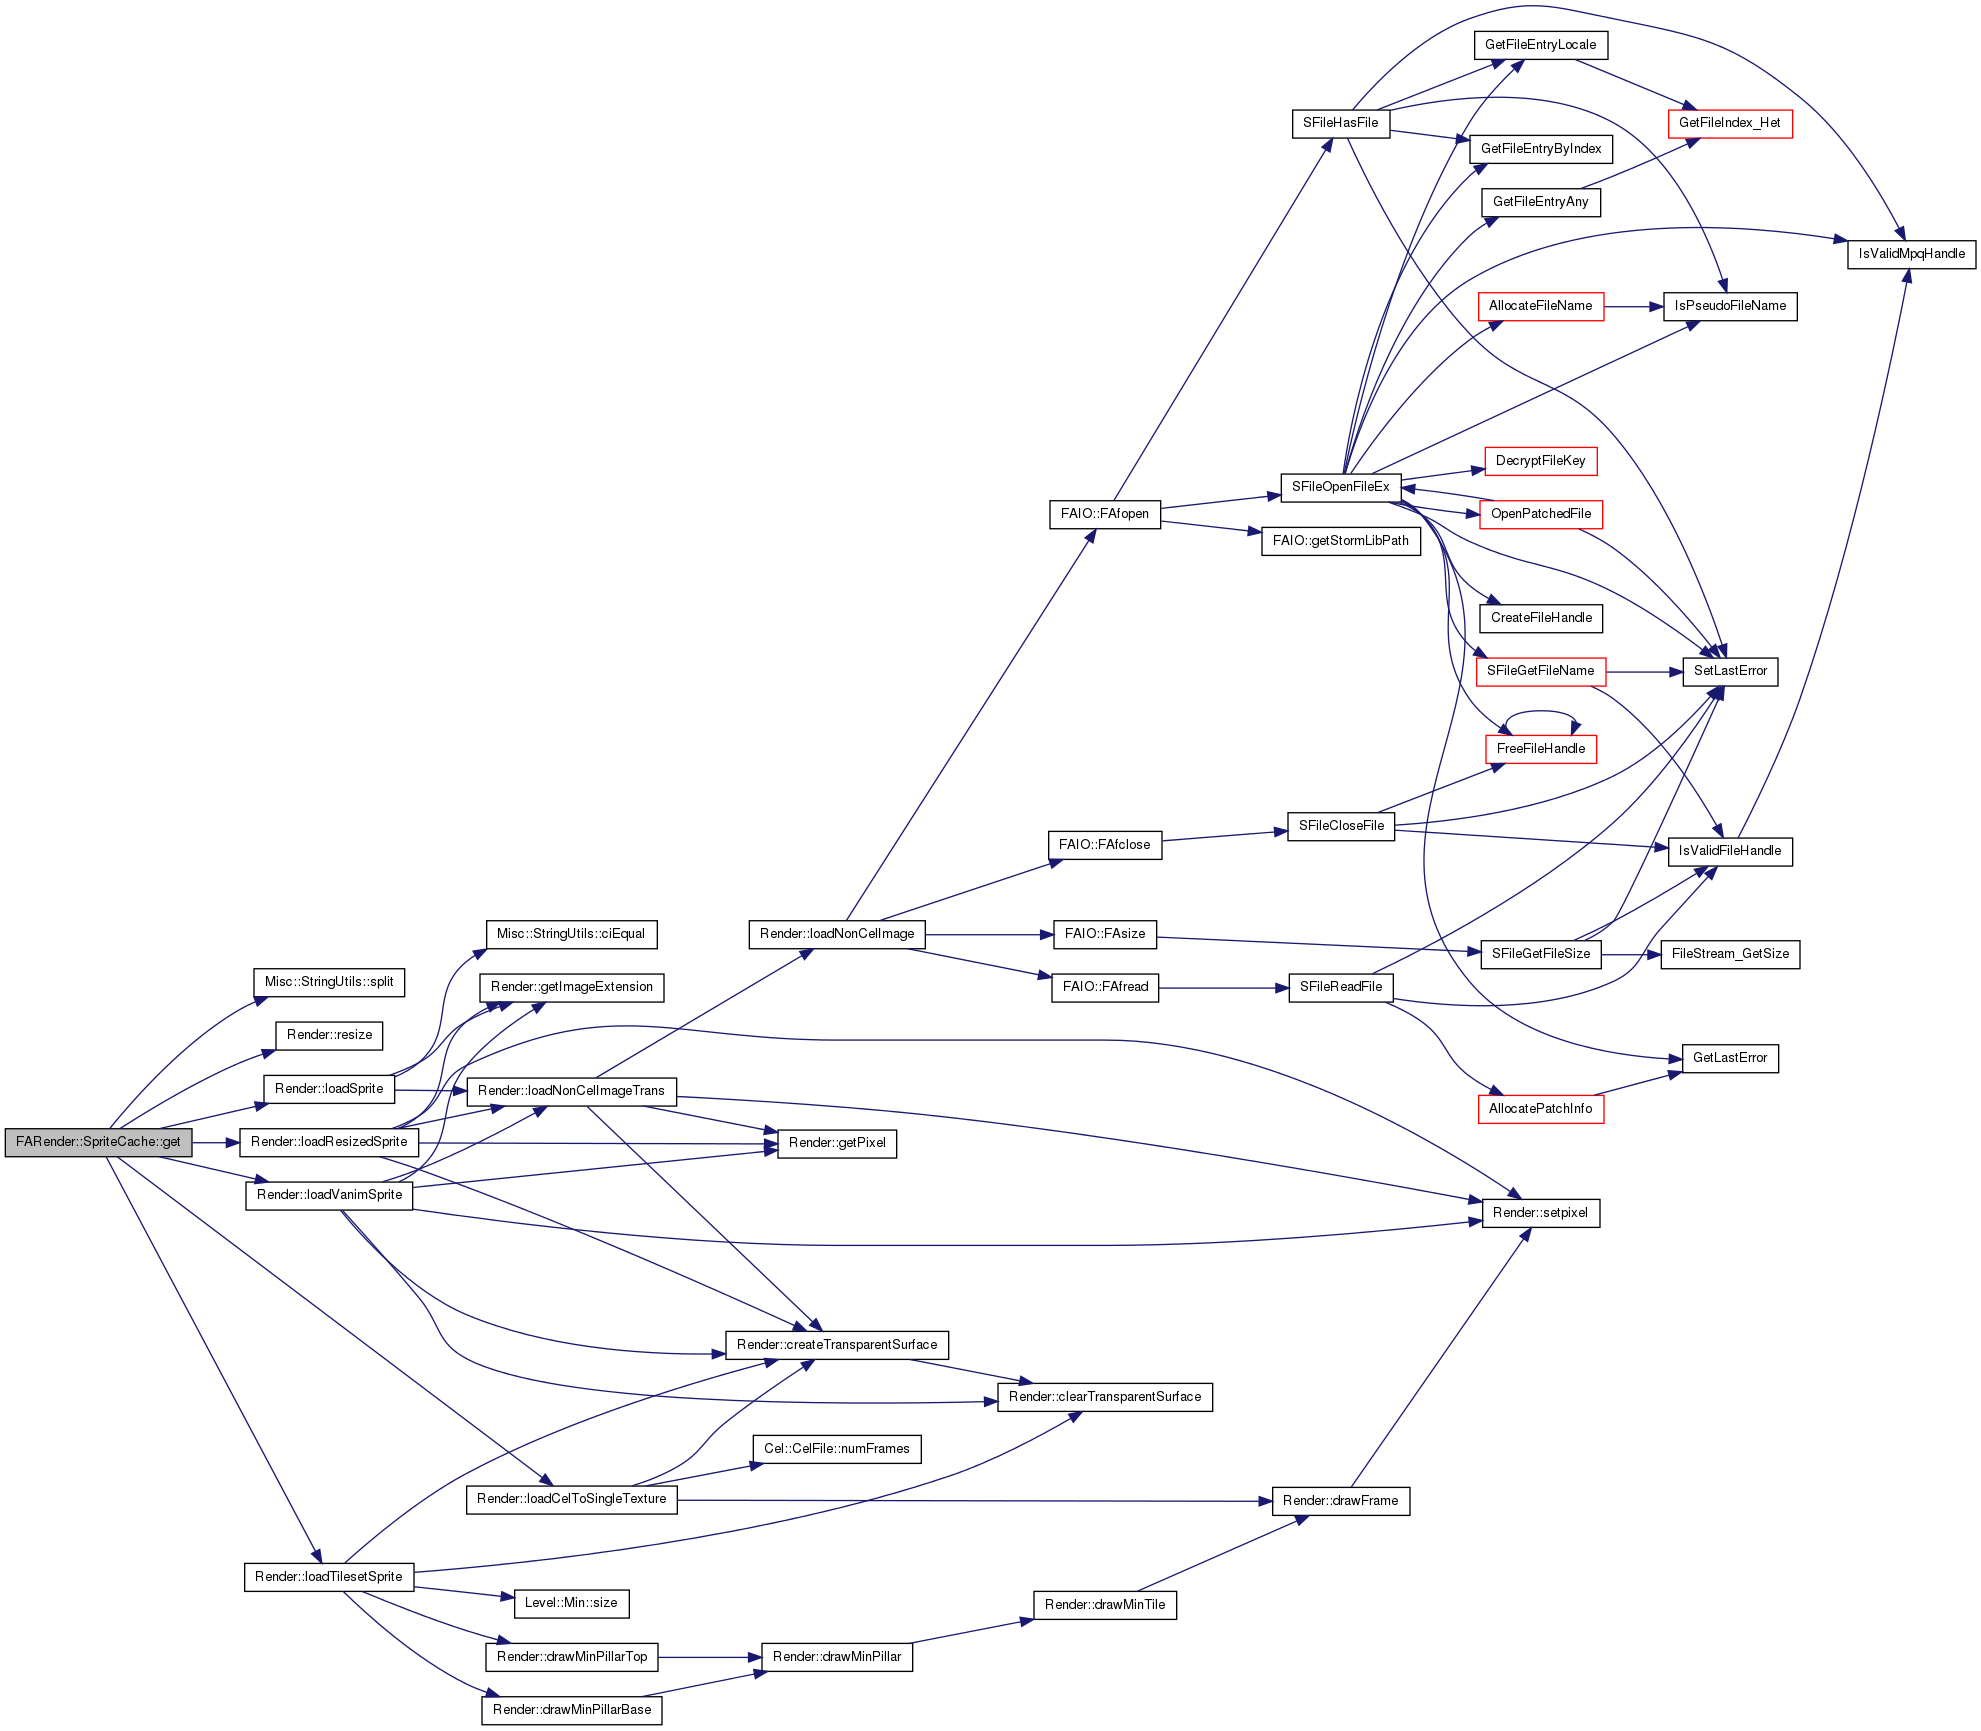 FARender::SpriteCache::get
Misc::StringUtils::split
Render::resize
Render::loadSprite
Render::loadResizedSprite
Render::loadVanimSprite
Render::loadTilesetSprite
Misc::StringUtils::ciEqual
Render::getImageExtension
Render::loadNonCelImageTrans
Render::loadCelToSingleTexture
Level::Min::size
Render::drawMinPillarTop
Render::drawMinPillarBase
Render::loadNonCelImage
Render::getPixel
Render::createTransparentSurface
Cel::CelFile::numFrames
Render::drawMinPillar
FAIO::FAfopen
FAIO::FAfclose
FAIO::FAsize
FAIO::FAfread
Render::clearTransparentSurface
Render::drawMinTile
SFileHasFile
SFileOpenFileEx
FAIO::getStormLibPath
SFileCloseFile
SFileReadFile
Render::drawFrame
GetFileEntryLocale
GetFileEntryByIndex
GetFileEntryAny
AllocateFileName
DecryptFileKey
OpenPatchedFile
CreateFileHandle
SFileGetFileName
FreeFileHandle
SFileGetFileSize
AllocatePatchInfo
Render::setpixel
GetFileIndex_Het
IsPseudoFileName
SetLastError
IsValidFileHandle
FileStream_GetSize
GetLastError
IsValidMpqHandle